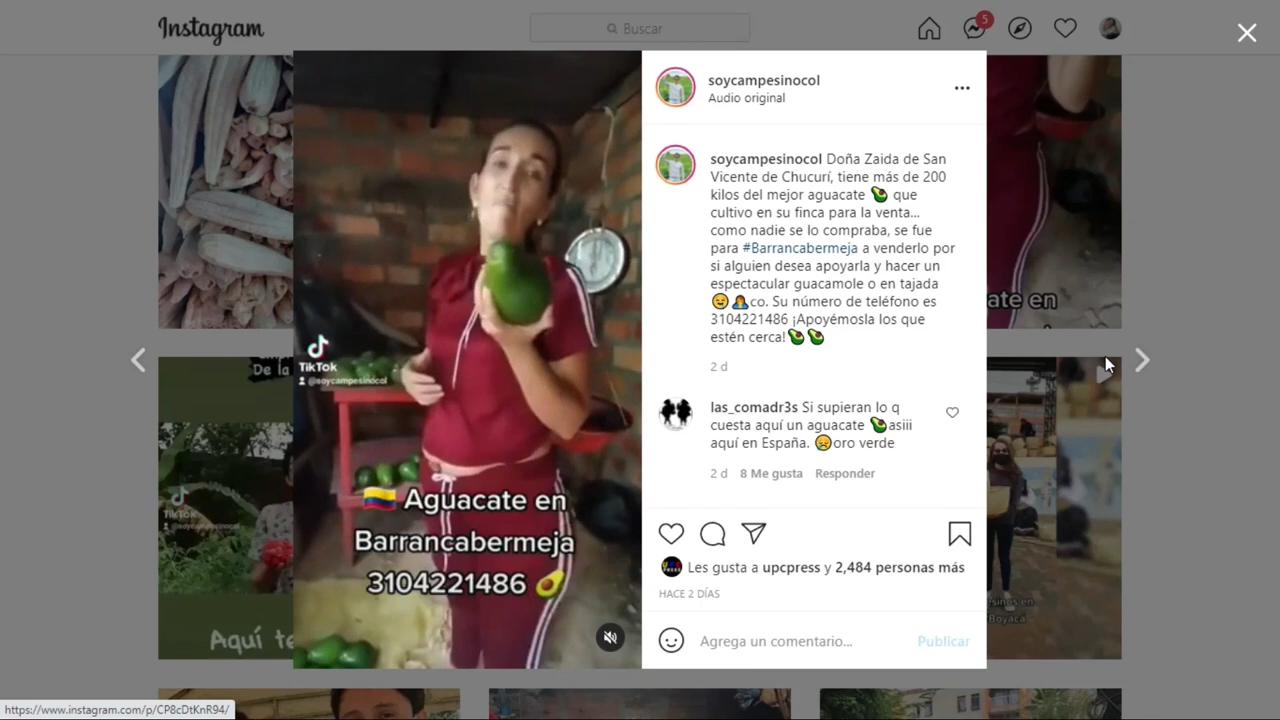 Instagram
Buscar
5
soycampesinocol
Audio original
soycampesinocol Doña Zaida de San
Vicente de Chucurí, tiene más de 200
kilos del mejor aguacate 🥑 que
cultivo en su finca para la venta...
como nadie se lo compraba, se fue
para #Barrancabermeja a venderlo por
si alguien desea apoyarla y hacer un
espectacular guacamole o en tajada
😉🤦co. Su número de teléfono es
3104221486 ¡Apoyémosla los que
estén cerca!🥑🥑
2 d
las_comadr3s Si supieran lo q
cuesta aquí un aguacate 🥑asiii
aquí en España. 😥oro verde
2 d 8 Me gusta Responder
Les gusta a upcpress y 2,484 personas más
HACE 2 DÍAS
Agrega un comentario... Publicar
TikTok
@soycampesinocol
🇨🇴 Aguacate en
Barrancabermeja
3104221486 🥑
De la
TikTok
@soycampesinocol
Aquí te
ate en
Boyacá
https://www.instagram.com/p/CP8cDtKnR94/